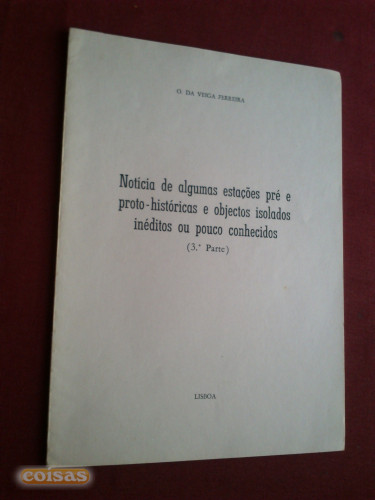 O. DA VEIGA FERREIRA
Notícia de algumas estações pré e
proto-históricas e objectos isolados
inéditos ou pouco conhecidos
(3.ª Parte)
LISBOA
coisas